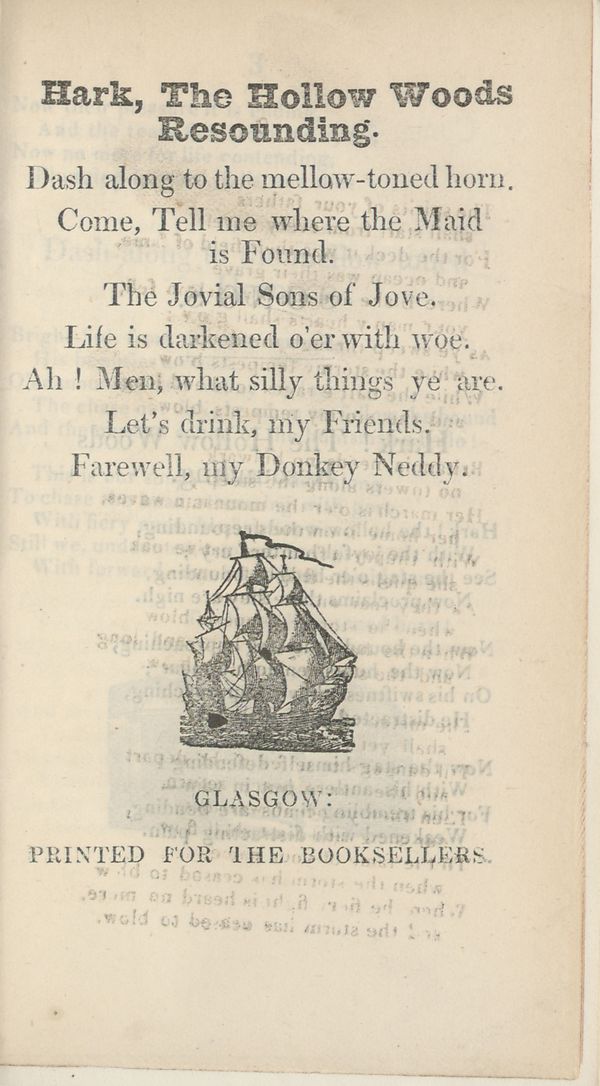 Hark, The Hollow Woods
Resounding.
Dash along to the mellow-toned horn.
Come, Tell me where the Maid
is Found.
The Jovial Sons of Jove.
Life is darkened o'er with woe.
Ah ! Men, what silly things ye are.
Let's drink, my Friends.
Farewell, my Donkey Neddy.
GLASGOW:
PRINTED FOR THE BOOKSELLERS.